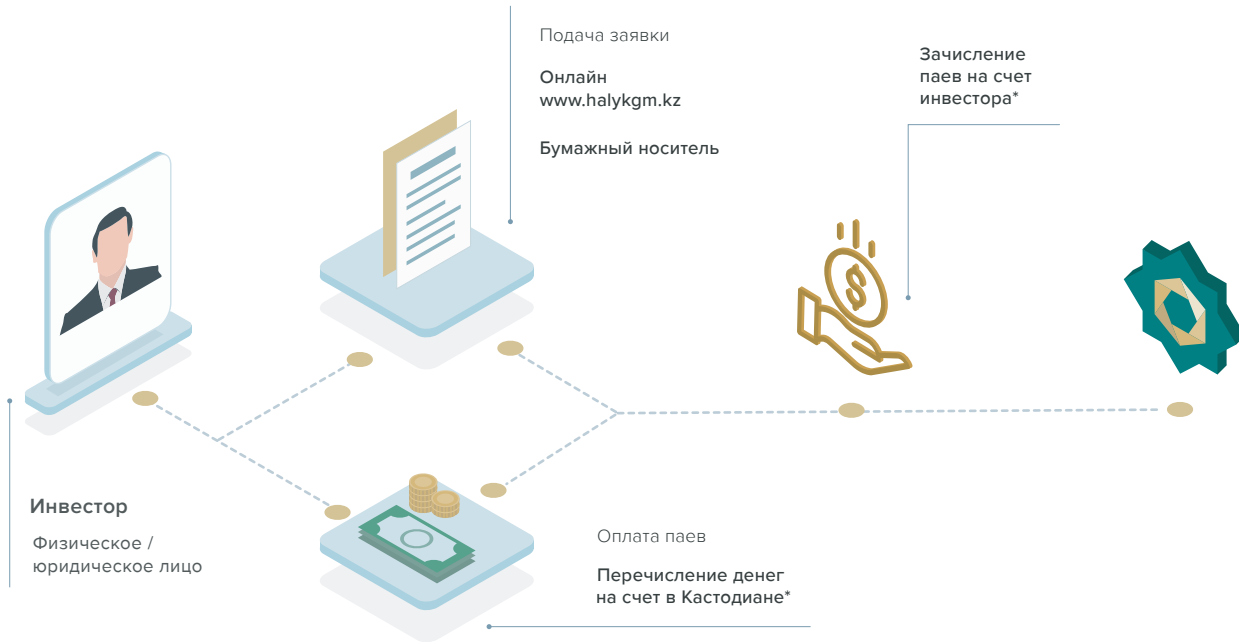 Подача заявки
Онлайн
www.halykgm.kz
Бумажный носитель
Зачисление
паев на счет
инвестора*
Инвестор
Физическое /
юридическое лицо
Оплата паев
Перечисление денег
на счет в Кастодиане*